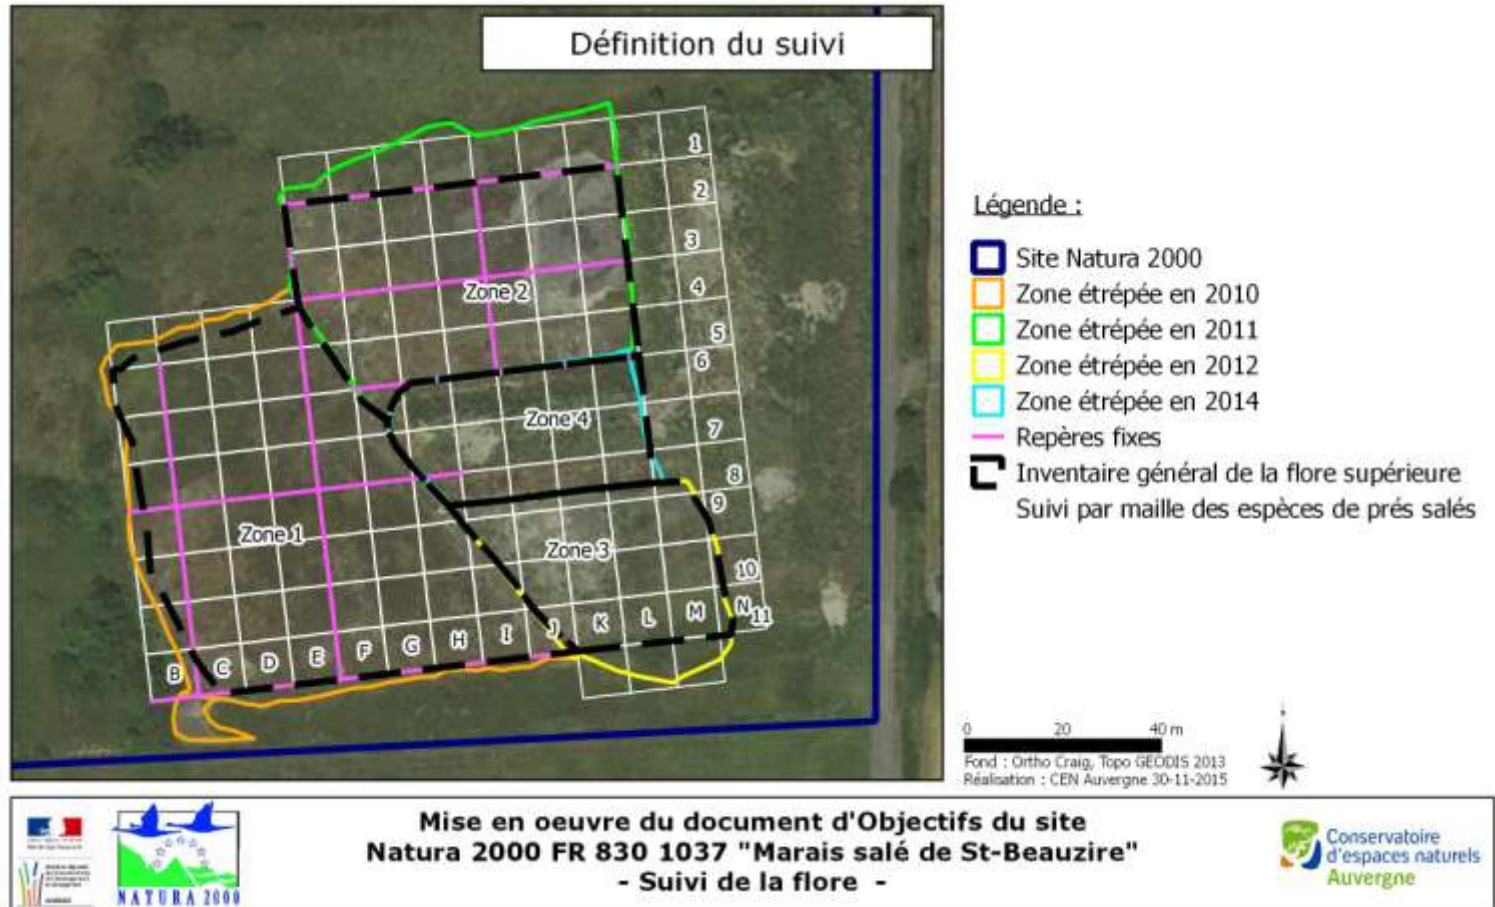 Définition du suivi
1
2
3
4
5
6
7
8
9
10
11
Zone 2
Zone 4
Zone 1
Zone 3
B C D E F G H I J K L M N
Légende :
Site Natura 2000
Zone étrépée en 2010
Zone étrépée en 2011
Zone étrépée en 2012
Zone étrépée en 2014
Repères fixes
Inventaire général de la flore supérieure
Suivi par maille des espèces de prés salés
0 20 40 m
Fond : Ortho Craig, Topo GEODIS 2013
Réalisation : CEN Auvergne 30-11-2015
NATURA 2000
Mise en oeuvre du document d'Objectifs du site
Natura 2000 FR 830 1037 "Marais salé de St-Beauzire"
- Suivi de la flore -
Conservatoire
d'espaces naturels
Auvergne